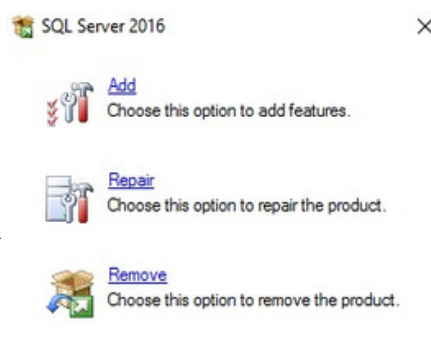 SQL Server 2016
Add
Choose this option to add features.
Repair
Choose this option to repair the product.
Remove
Choose this option to remove the product.